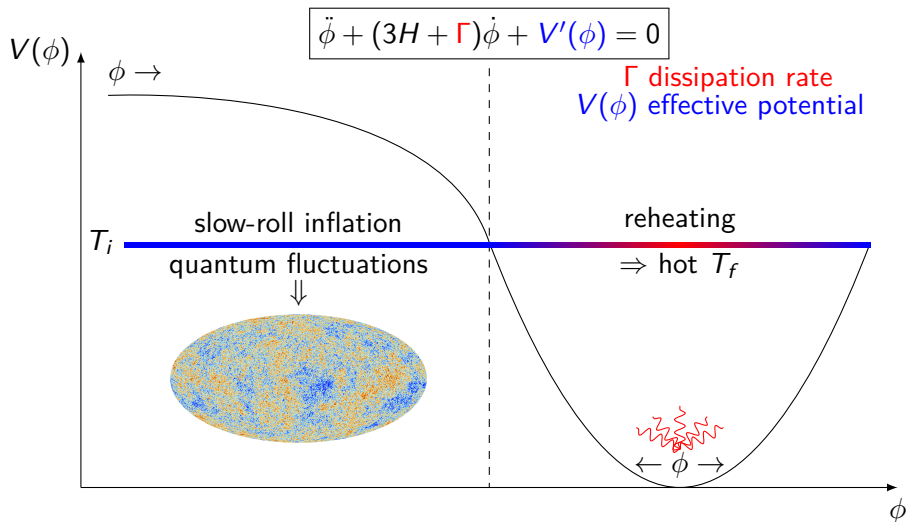 φ̈ + (3H + Γ)φ̇ + V′(φ) = 0
V(φ)
φ →
Γ dissipation rate
V(φ) effective potential
slow-roll inflation
reheating
T_i
quantum fluctuations
⇒ hot T_f
⇓
← φ →
φ